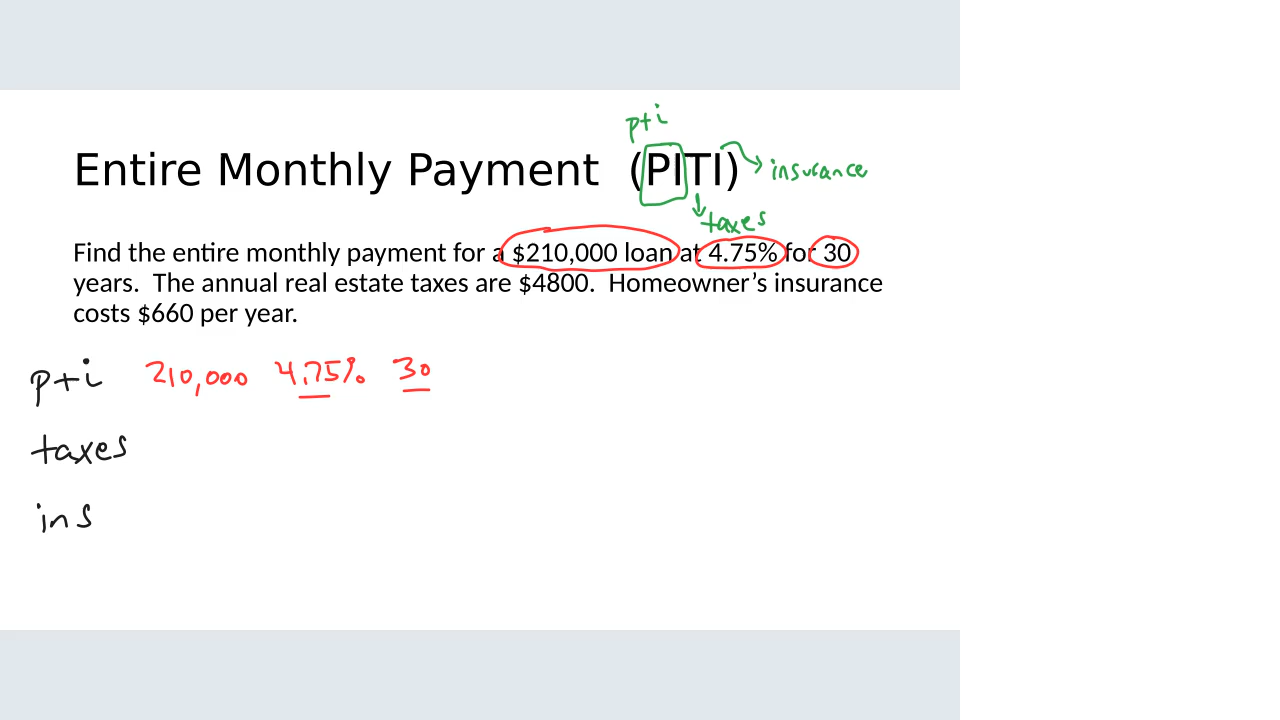 p+i
Entire Monthly Payment (PITI) insurance
taxes
Find the entire monthly payment for a $210,000 loan at 4.75% for 30
years.  The annual real estate taxes are $4800.  Homeowner’s insurance
costs $660 per year.
p+i 210,000 4.75% 30
taxes
ins